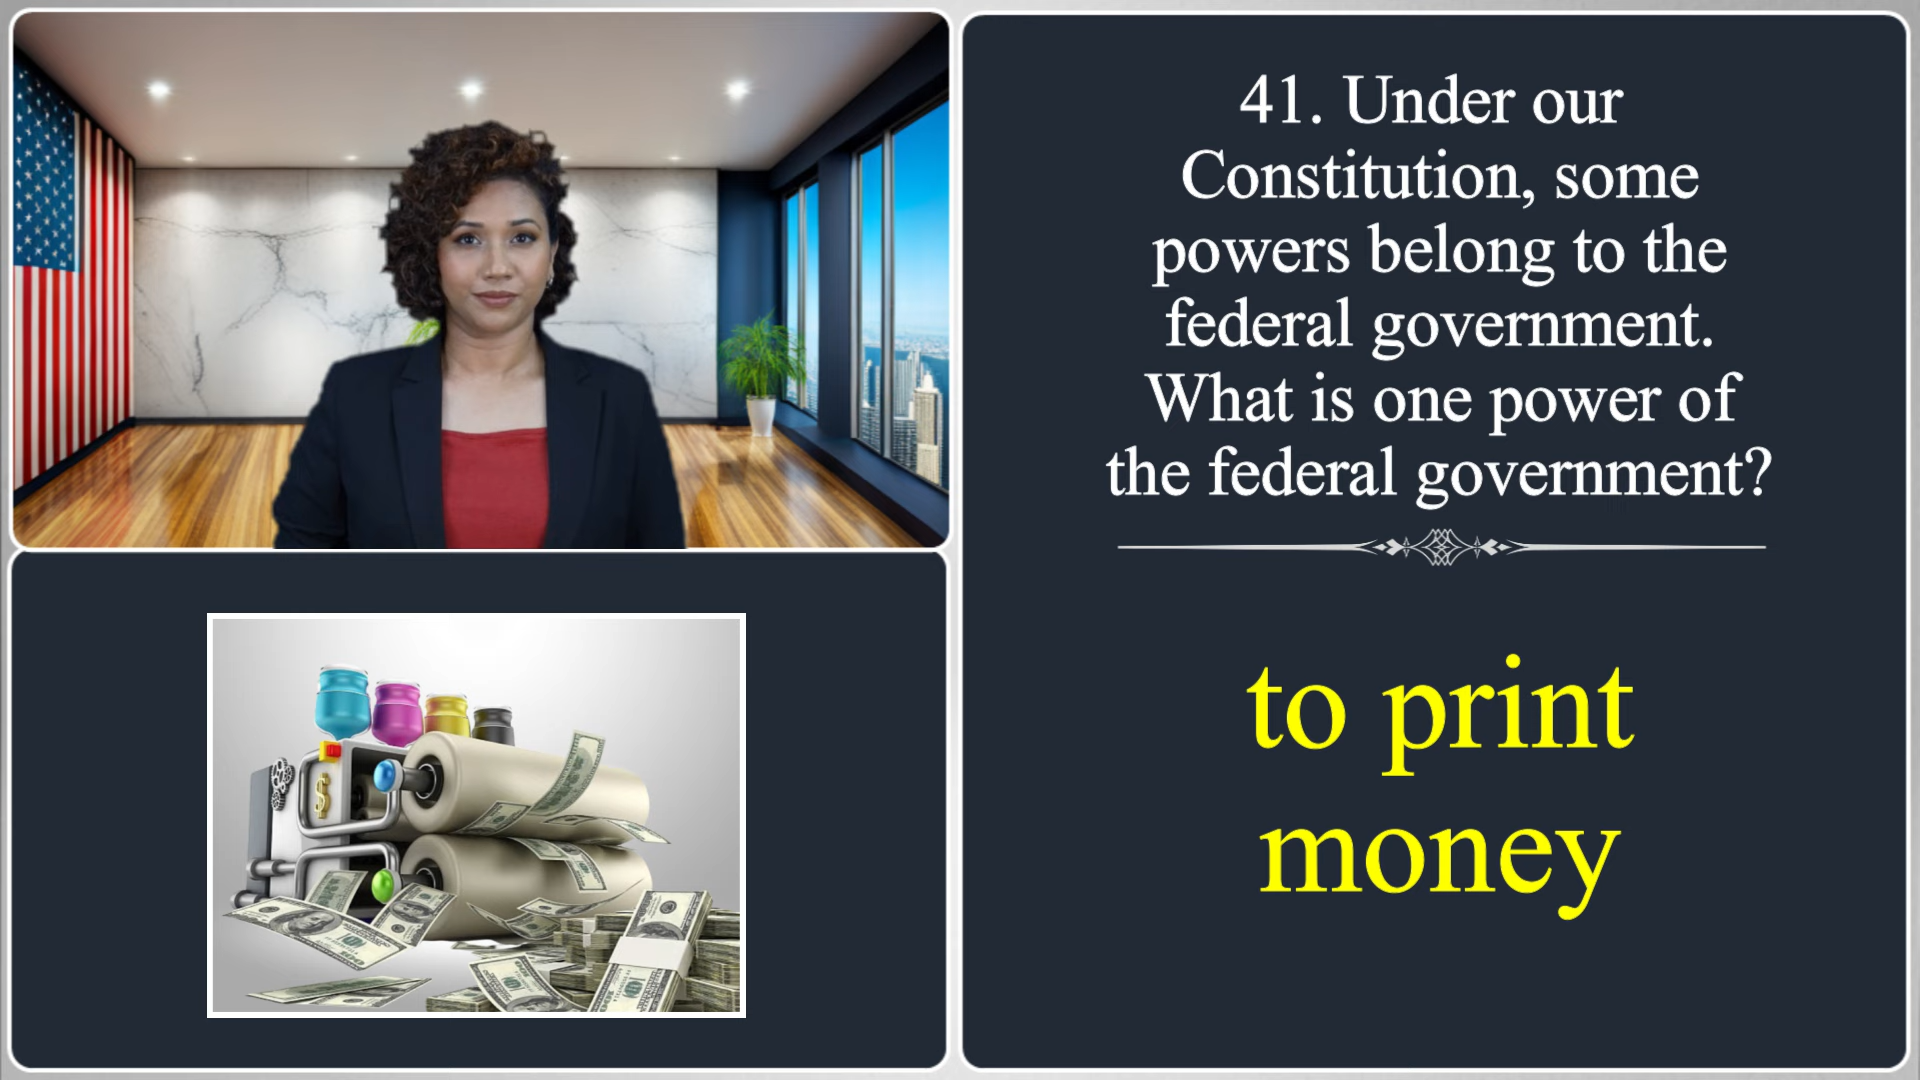 41. Under our
Constitution, some
powers belong to the
federal government.
What is one power of
the federal government?
to print
money
$